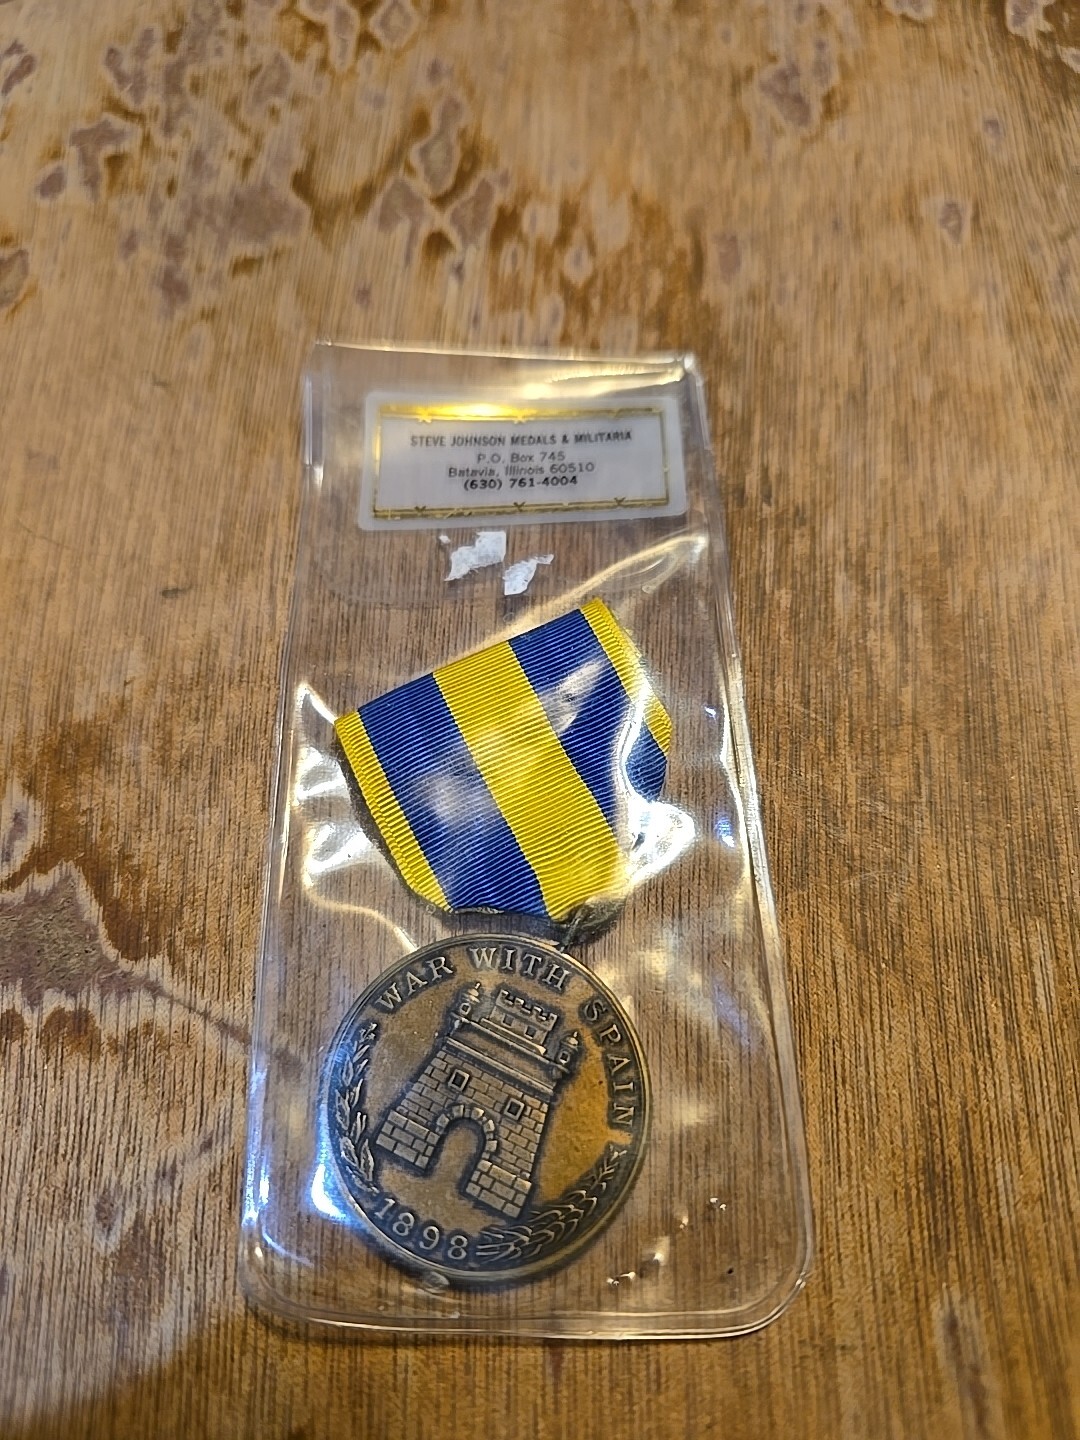 STEVE JOHNSON MEDALS & MILITARIA
P.O. Box 745
Batavia, Illinois 60510
(630) 761-4004
WAR WITH SPAIN
1898